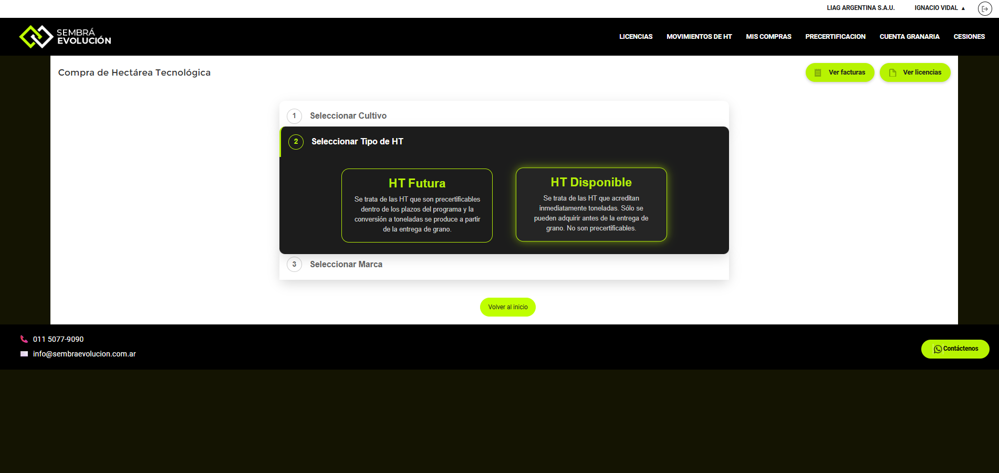 LIAG ARGENTINA S.A.U. IGNACIO VIDAL ▲
SEMBRÁ
EVOLUCIÓN
LICENCIAS MOVIMIENTOS DE HT MIS COMPRAS PRECERTIFICACION CUENTA GRANARIA CESIONES
Compra de Hectárea Tecnológica
Ver facturas Ver licencias
1 Seleccionar Cultivo
2 Seleccionar Tipo de HT
HT Futura
Se trata de las HT que son precertificables
dentro de los plazos del programa y la
conversión a toneladas se produce a partir
de la entrega de grano.
HT Disponible
Se trata de las HT que acreditan
inmediatamente toneladas. Sólo se
pueden adquirir antes de la entrega de
grano. No son precertificables.
3 Seleccionar Marca
Volver al inicio
011 5077-9090
info@sembraevolucion.com.ar
Contáctenos